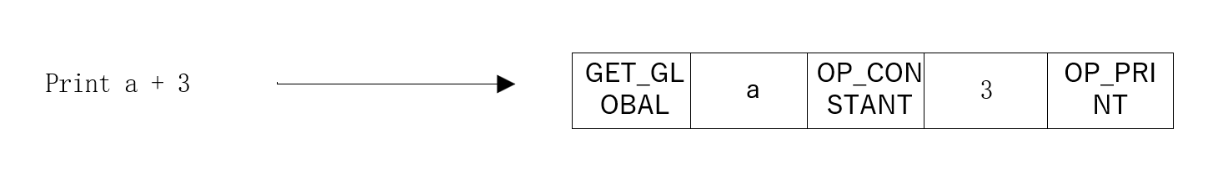 Print a + 3
GET_GL
OBAL
a
OP_CON
STANT
3
OP_PRI
NT